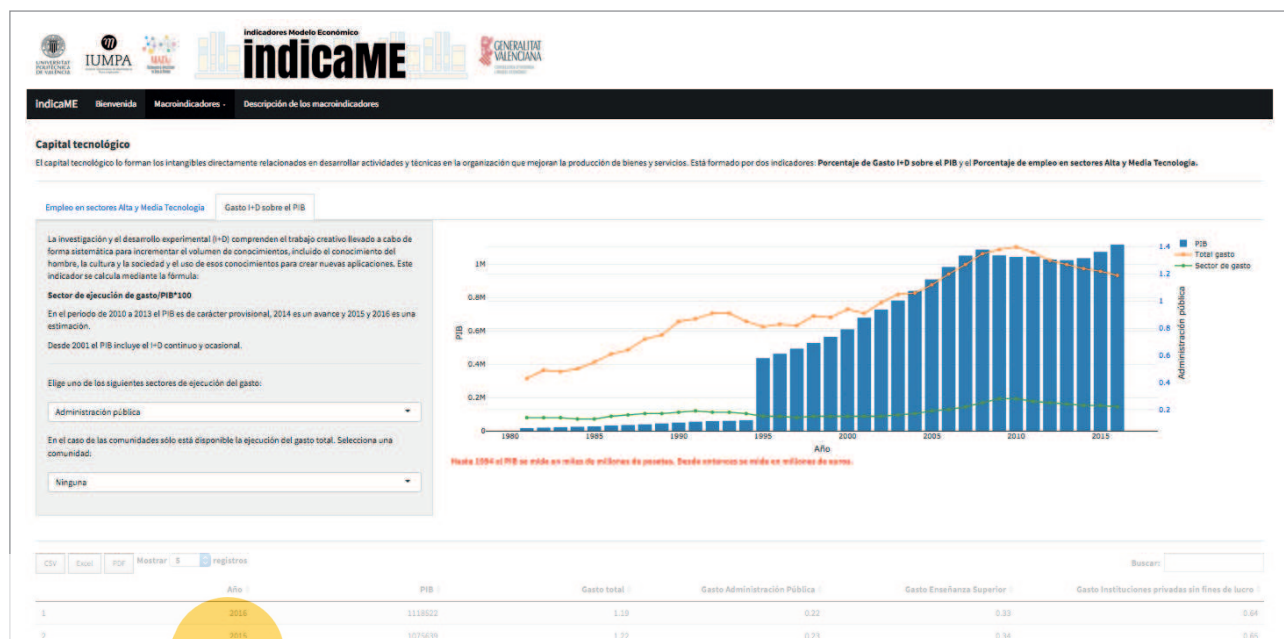 indicadores Modelo Económico
indicaME
UNIVERSITAT
POLITÈCNICA
DE VALÈNCIA
IUMPA
GENERALITAT
VALENCIANA
IndicaME Bienvenida Macroindicadores Descripción de los macroindicadores
Capital tecnológico
El capital tecnológico lo forman los intangibles directamente relacionados en desarrollar actividades y técnicas en la organización que mejoran la producción de bienes y servicios. Está formado por dos indicadores: Porcentaje de Gasto I+D sobre el PIB y el Porcentaje de empleo en sectores Alta y Media Tecnología.
Empleo en sectores Alta y Media Tecnología Gasto I+D sobre el PIB
La investigación y el desarrollo experimental (I+D) comprenden el trabajo creativo llevado a cabo de
forma sistemática para incrementar el volumen de conocimientos, incluido el conocimiento del
hombre, la cultura y la sociedad y el uso de esos conocimientos para crear nuevas aplicaciones. Este
indicador se calcula mediante la fórmula:
Sector de ejecución de gasto/PIB*100
En el periodo de 2010 a 2013 el PIB es de carácter provisional, 2014 es un avance y 2015 y 2016 es una
estimación.
Desde 2001 el PIB incluye el I+D continuo y ocasional.
Elige uno de los siguientes sectores de ejecución del gasto:
Administración pública
En el caso de las comunidades sólo está disponible la ejecución del gasto total. Selecciona una
comunidad:
Ninguna
PIB
1M
0.8M
0.6M
0.4M
0.2M
0
1980 1985 1990 1995 2000 2005 2010 2015
Año
1.4
1.2
1
0.8
0.6
0.4
0.2
Administración pública
PIB
Total gasto
Sector de gasto
Hasta 1994 el PIB se mide en miles de millones de pesetas. Desde entonces se mide en millones de euros.
CSV Excel PDF Mostrar 5 registros Buscar:
Año PIB Gasto total Gasto Administración Pública Gasto Enseñanza Superior Gasto Instituciones privadas sin fines de lucro
1 2016 1118522 1.19 0.22 0.33 0.64
2 2015 1075639 1.22 0.23 0.34 0.65